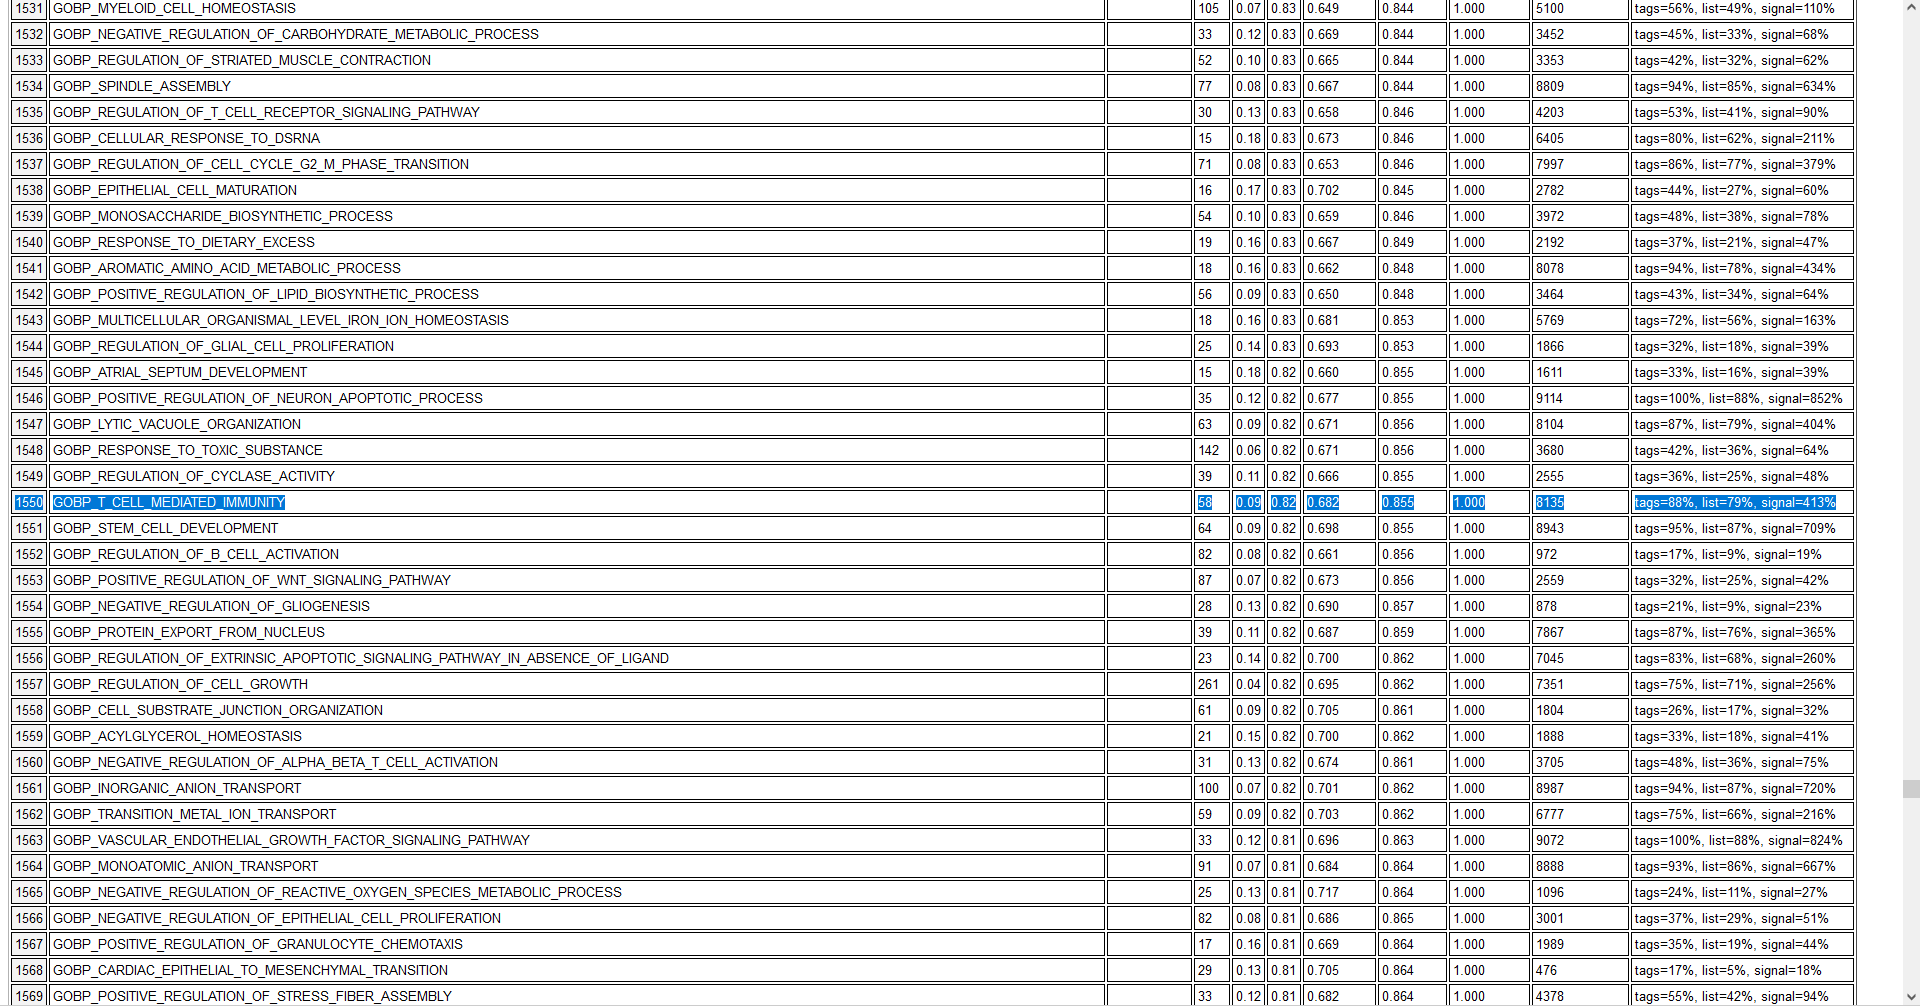 1531 GOBP_MYELOID_CELL_HOMEOSTASIS 105 0.07 0.83 0.649 0.844 1.000 5100 tags=56%, list=49%, signal=110%
1532 GOBP_NEGATIVE_REGULATION_OF_CARBOHYDRATE_METABOLIC_PROCESS 33 0.12 0.83 0.669 0.844 1.000 3452 tags=45%, list=33%, signal=68%
1533 GOBP_REGULATION_OF_STRIATED_MUSCLE_CONTRACTION 52 0.10 0.83 0.665 0.844 1.000 3353 tags=42%, list=32%, signal=62%
1534 GOBP_SPINDLE_ASSEMBLY 77 0.08 0.83 0.667 0.844 1.000 8809 tags=94%, list=85%, signal=634%
1535 GOBP_REGULATION_OF_T_CELL_RECEPTOR_SIGNALING_PATHWAY 30 0.13 0.83 0.658 0.846 1.000 4203 tags=53%, list=41%, signal=90%
1536 GOBP_CELLULAR_RESPONSE_TO_DSRNA 15 0.18 0.83 0.673 0.846 1.000 6405 tags=80%, list=62%, signal=211%
1537 GOBP_REGULATION_OF_CELL_CYCLE_G2_M_PHASE_TRANSITION 71 0.08 0.83 0.653 0.846 1.000 7997 tags=86%, list=77%, signal=379%
1538 GOBP_EPITHELIAL_CELL_MATURATION 16 0.17 0.83 0.702 0.845 1.000 2782 tags=44%, list=27%, signal=60%
1539 GOBP_MONOSACCHARIDE_BIOSYNTHETIC_PROCESS 54 0.10 0.83 0.659 0.846 1.000 3972 tags=48%, list=38%, signal=78%
1540 GOBP_RESPONSE_TO_DIETARY_EXCESS 19 0.16 0.83 0.667 0.849 1.000 2192 tags=37%, list=21%, signal=47%
1541 GOBP_AROMATIC_AMINO_ACID_METABOLIC_PROCESS 18 0.16 0.83 0.662 0.848 1.000 8078 tags=94%, list=78%, signal=434%
1542 GOBP_POSITIVE_REGULATION_OF_LIPID_BIOSYNTHETIC_PROCESS 56 0.09 0.83 0.650 0.848 1.000 3464 tags=43%, list=34%, signal=64%
1543 GOBP_MULTICELLULAR_ORGANISMAL_LEVEL_IRON_ION_HOMEOSTASIS 18 0.16 0.83 0.681 0.853 1.000 5769 tags=72%, list=56%, signal=163%
1544 GOBP_REGULATION_OF_GLIAL_CELL_PROLIFERATION 25 0.14 0.83 0.693 0.853 1.000 1866 tags=32%, list=18%, signal=39%
1545 GOBP_ATRIAL_SEPTUM_DEVELOPMENT 15 0.18 0.82 0.660 0.855 1.000 1611 tags=33%, list=16%, signal=39%
1546 GOBP_POSITIVE_REGULATION_OF_NEURON_APOPTOTIC_PROCESS 35 0.12 0.82 0.677 0.855 1.000 9114 tags=100%, list=88%, signal=852%
1547 GOBP_LYTIC_VACUOLE_ORGANIZATION 63 0.09 0.82 0.671 0.856 1.000 8104 tags=87%, list=79%, signal=404%
1548 GOBP_RESPONSE_TO_TOXIC_SUBSTANCE 142 0.06 0.82 0.671 0.856 1.000 3680 tags=42%, list=36%, signal=64%
1549 GOBP_REGULATION_OF_CYCLASE_ACTIVITY 39 0.11 0.82 0.666 0.855 1.000 2555 tags=36%, list=25%, signal=48%
1550 GOBP_T_CELL_MEDIATED_IMMUNITY 58 0.09 0.82 0.682 0.855 1.000 8135 tags=88%, list=79%, signal=413%
1551 GOBP_STEM_CELL_DEVELOPMENT 64 0.09 0.82 0.698 0.855 1.000 8943 tags=95%, list=87%, signal=709%
1552 GOBP_REGULATION_OF_B_CELL_ACTIVATION 82 0.08 0.82 0.661 0.856 1.000 972 tags=17%, list=9%, signal=19%
1553 GOBP_POSITIVE_REGULATION_OF_WNT_SIGNALING_PATHWAY 87 0.07 0.82 0.673 0.856 1.000 2559 tags=32%, list=25%, signal=42%
1554 GOBP_NEGATIVE_REGULATION_OF_GLIOGENESIS 28 0.13 0.82 0.690 0.857 1.000 878 tags=21%, list=9%, signal=23%
1555 GOBP_PROTEIN_EXPORT_FROM_NUCLEUS 39 0.11 0.82 0.687 0.859 1.000 7867 tags=87%, list=76%, signal=365%
1556 GOBP_REGULATION_OF_EXTRINSIC_APOPTOTIC_SIGNALING_PATHWAY_IN_ABSENCE_OF_LIGAND 23 0.14 0.82 0.700 0.862 1.000 7045 tags=83%, list=68%, signal=260%
1557 GOBP_REGULATION_OF_CELL_GROWTH 261 0.04 0.82 0.695 0.862 1.000 7351 tags=75%, list=71%, signal=256%
1558 GOBP_CELL_SUBSTRATE_JUNCTION_ORGANIZATION 61 0.09 0.82 0.705 0.861 1.000 1804 tags=26%, list=17%, signal=32%
1559 GOBP_ACYLGLYCEROL_HOMEOSTASIS 21 0.15 0.82 0.700 0.862 1.000 1888 tags=33%, list=18%, signal=41%
1560 GOBP_NEGATIVE_REGULATION_OF_ALPHA_BETA_T_CELL_ACTIVATION 31 0.13 0.82 0.674 0.861 1.000 3705 tags=48%, list=36%, signal=75%
1561 GOBP_INORGANIC_ANION_TRANSPORT 100 0.07 0.82 0.701 0.862 1.000 8987 tags=94%, list=87%, signal=720%
1562 GOBP_TRANSITION_METAL_ION_TRANSPORT 59 0.09 0.82 0.703 0.862 1.000 6777 tags=75%, list=66%, signal=216%
1563 GOBP_VASCULAR_ENDOTHELIAL_GROWTH_FACTOR_SIGNALING_PATHWAY 33 0.12 0.81 0.696 0.863 1.000 9072 tags=100%, list=88%, signal=824%
1564 GOBP_MONOATOMIC_ANION_TRANSPORT 91 0.07 0.81 0.684 0.864 1.000 8888 tags=93%, list=86%, signal=667%
1565 GOBP_NEGATIVE_REGULATION_OF_REACTIVE_OXYGEN_SPECIES_METABOLIC_PROCESS 25 0.13 0.81 0.717 0.864 1.000 1096 tags=24%, list=11%, signal=27%
1566 GOBP_NEGATIVE_REGULATION_OF_EPITHELIAL_CELL_PROLIFERATION 82 0.08 0.81 0.686 0.865 1.000 3001 tags=37%, list=29%, signal=51%
1567 GOBP_POSITIVE_REGULATION_OF_GRANULOCYTE_CHEMOTAXIS 17 0.16 0.81 0.669 0.864 1.000 1989 tags=35%, list=19%, signal=44%
1568 GOBP_CARDIAC_EPITHELIAL_TO_MESENCHYMAL_TRANSITION 29 0.13 0.81 0.705 0.864 1.000 476 tags=17%, list=5%, signal=18%
1569 GOBP_POSITIVE_REGULATION_OF_STRESS_FIBER_ASSEMBLY 33 0.12 0.81 0.682 0.864 1.000 4378 tags=55%, list=42%, signal=94%